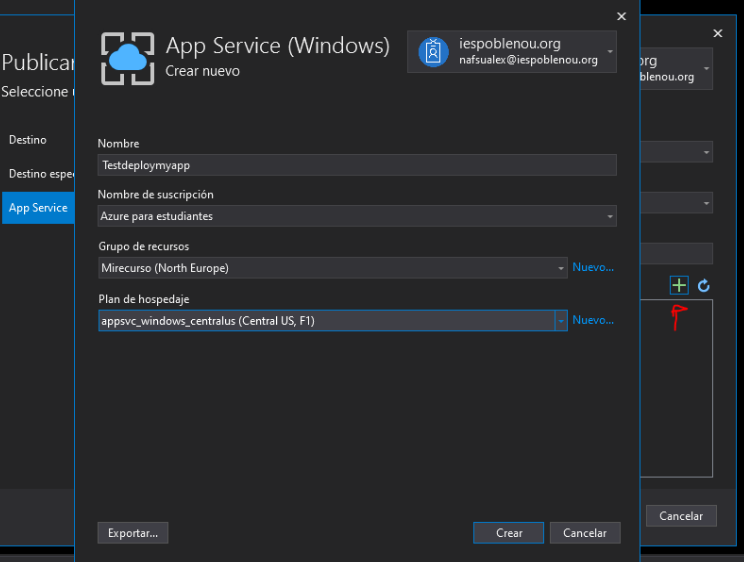 App Service (Windows)
Crear nuevo
iespoblenou.org
nafsualex@iespoblenou.org
Publicar
Seleccione
Destino
Destino espe
App Service
org
blenou.org
Nombre
Testdeploymyapp
Nombre de suscripción
Azure para estudiantes
Grupo de recursos
Mirecurso (North Europe)
Nuevo...
Plan de hospedaje
appsvc_windows_centralus (Central US, F1)
Nuevo...
Exportar...
Crear
Cancelar
Cancelar